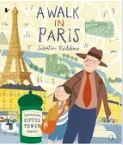 A WALK
IN
PARIS
Salvatore Rubbino
EIFFEL
TOWER